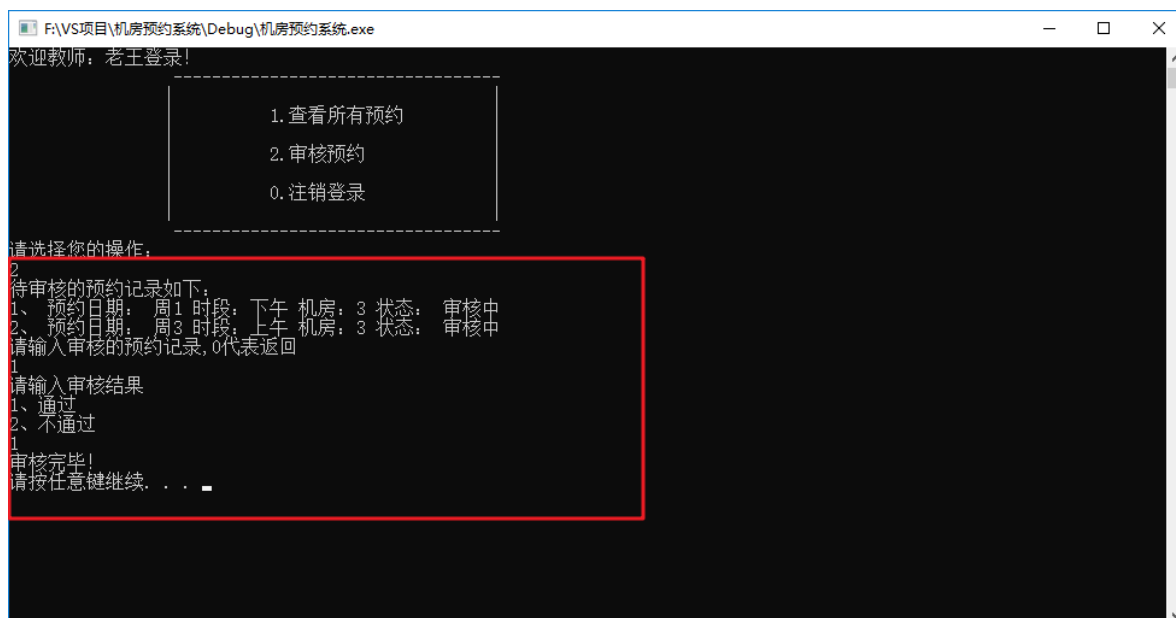 F:\VS项目\机房预约系统\Debug\机房预约系统.exe
欢迎教师：老王登录!
----------------------------------
1.查看所有预约
2.审核预约
0.注销登录
----------------------------------
请选择您的操作：
2
待审核的预约记录如下：
1、 预约日期： 周1 时段：下午 机房：3 状态： 审核中
2、 预约日期： 周3 时段：上午 机房：3 状态： 审核中
请输入审核的预约记录,0代表返回
1
请输入审核结果
1、通过
2、不通过
1
审核完毕!
请按任意键继续. . .